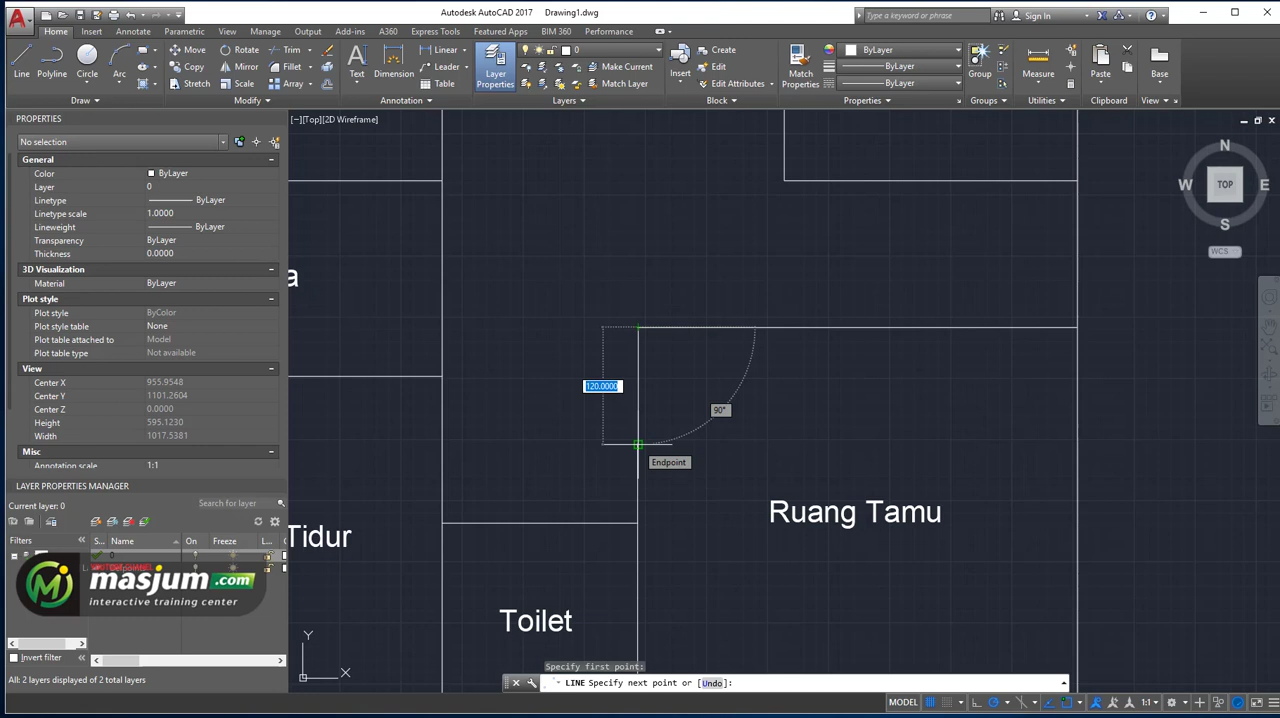 Autodesk AutoCAD 2017 Drawing1.dwg
Type a keyword or phrase
Sign In
Home Insert Annotate Parametric View Manage Output Add-ins A360 Express Tools Featured Apps BIM 360 Performance
Line
Polyline
Circle
Arc
Draw
Move
Rotate
Trim
Copy
Mirror
Fillet
Stretch
Scale
Array
Modify
Text
Dimension
Linear
Leader
Table
Annotation
Layer
Properties
0
Make Current
Match Layer
Layers
Insert
Create
Edit
Edit Attributes
Block
Match
Properties
ByLayer
ByLayer
ByLayer
Properties
Group
Groups
Measure
Utilities
Paste
Clipboard
Base
View
PROPERTIES
No selection
General
Color ByLayer
Layer 0
Linetype ByLayer
Linetype scale 1.0000
Lineweight ByLayer
Transparency ByLayer
Thickness 0.0000
3D Visualization
Material ByLayer
Plot style
Plot style ByColor
Plot style table None
Plot table attached to Model
Plot table type Not available
View
Center X 955.9548
Center Y 1101.2604
Center Z 0.0000
Height 595.1230
Width 1017.5381
Misc
Annotation scale 1:1
LAYER PROPERTIES MANAGER
Current layer: 0
Search for layer
Filters
S... Name On Freeze L...
0
Defpoints
masjum.com
interactive training center
Invert filter
All: 2 layers displayed of 2 total layers
[−][Top][2D Wireframe]
N
W TOP E
S
WCS
a
120.0000
90°
Endpoint
Ruang Tamu
Tidur
Toilet
Y
X
Specify first point:
LINE Specify next point or [Undo]:
MODEL
1:1